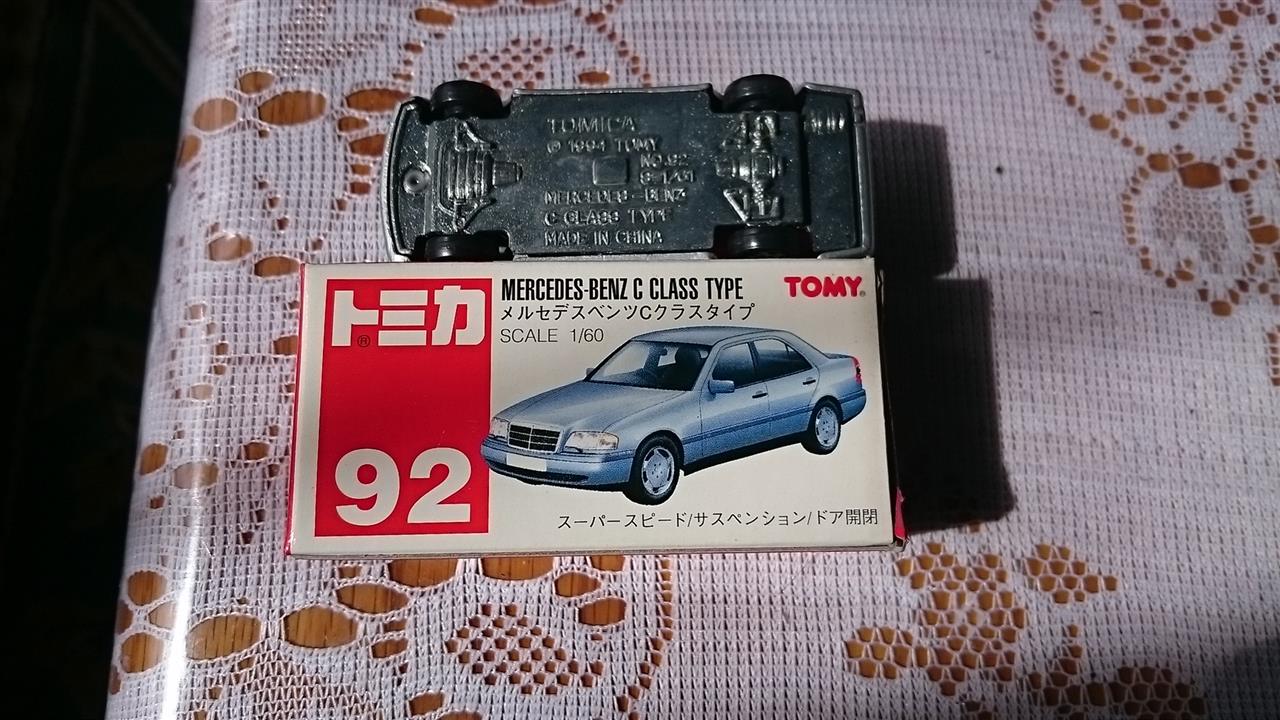 TOMICA
© 1994 TOMY
NO.92
S=1/61
MERCEDES-BENZ
C CLASS TYPE
MADE IN CHINA
トミカ®
92
MERCEDES-BENZ C CLASS TYPE
メルセデスベンツCクラスタイプ
SCALE 1/60
TOMY®
スーパースピード/サスペンション/ドア開閉